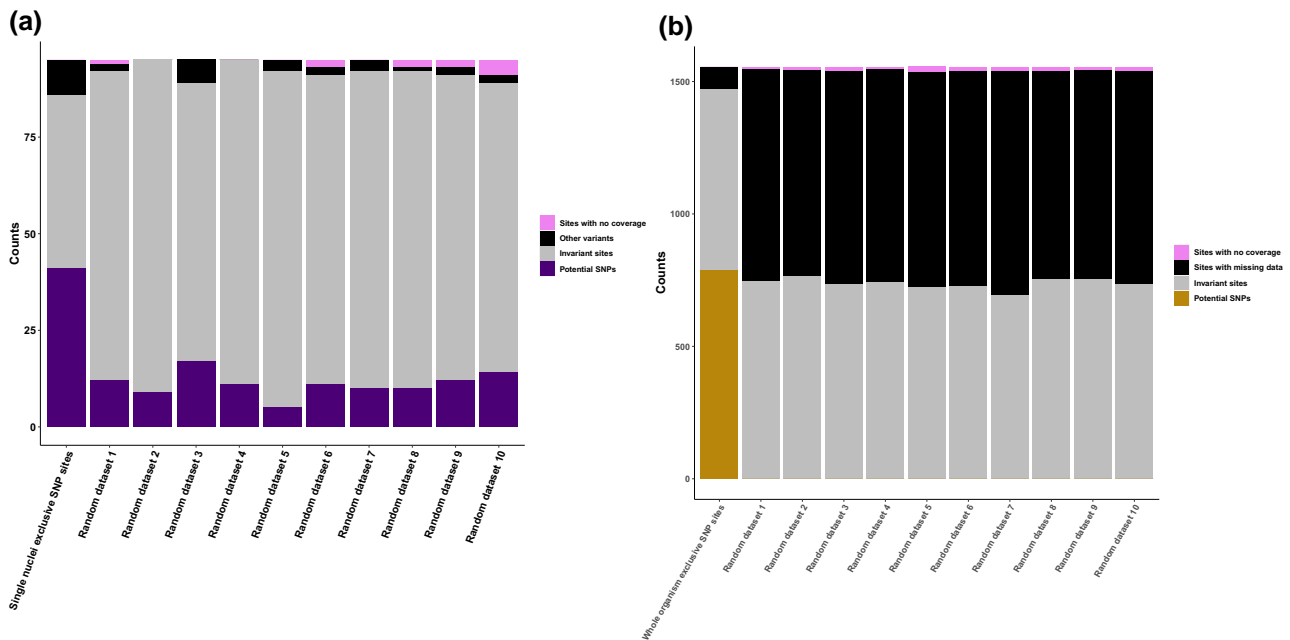 (a)
Counts
75
50
25
0
Single nuclei exclusive SNP sites
Random dataset 1
Random dataset 2
Random dataset 3
Random dataset 4
Random dataset 5
Random dataset 6
Random dataset 7
Random dataset 8
Random dataset 9
Random dataset 10
Sites with no coverage
Other variants
Invariant sites
Potential SNPs
(b)
Counts
1500
1000
500
0
Whole organism exclusive SNP sites
Random dataset 1
Random dataset 2
Random dataset 3
Random dataset 4
Random dataset 5
Random dataset 6
Random dataset 7
Random dataset 8
Random dataset 9
Random dataset 10
Sites with no coverage
Sites with missing data
Invariant sites
Potential SNPs